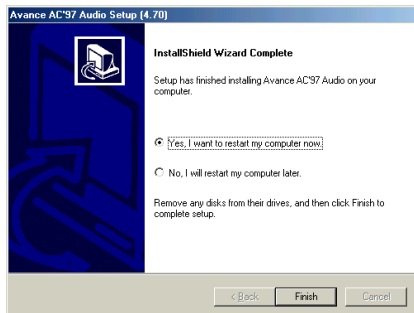 Avance AC'97 Audio Setup (4.70)
InstallShield Wizard Complete
Setup has finished installing Avance AC'97 Audio on your
computer.
Yes, I want to restart my computer now.
No, I will restart my computer later.
Remove any disks from their drives, and then click Finish to
complete setup.
< Back
Finish
Cancel